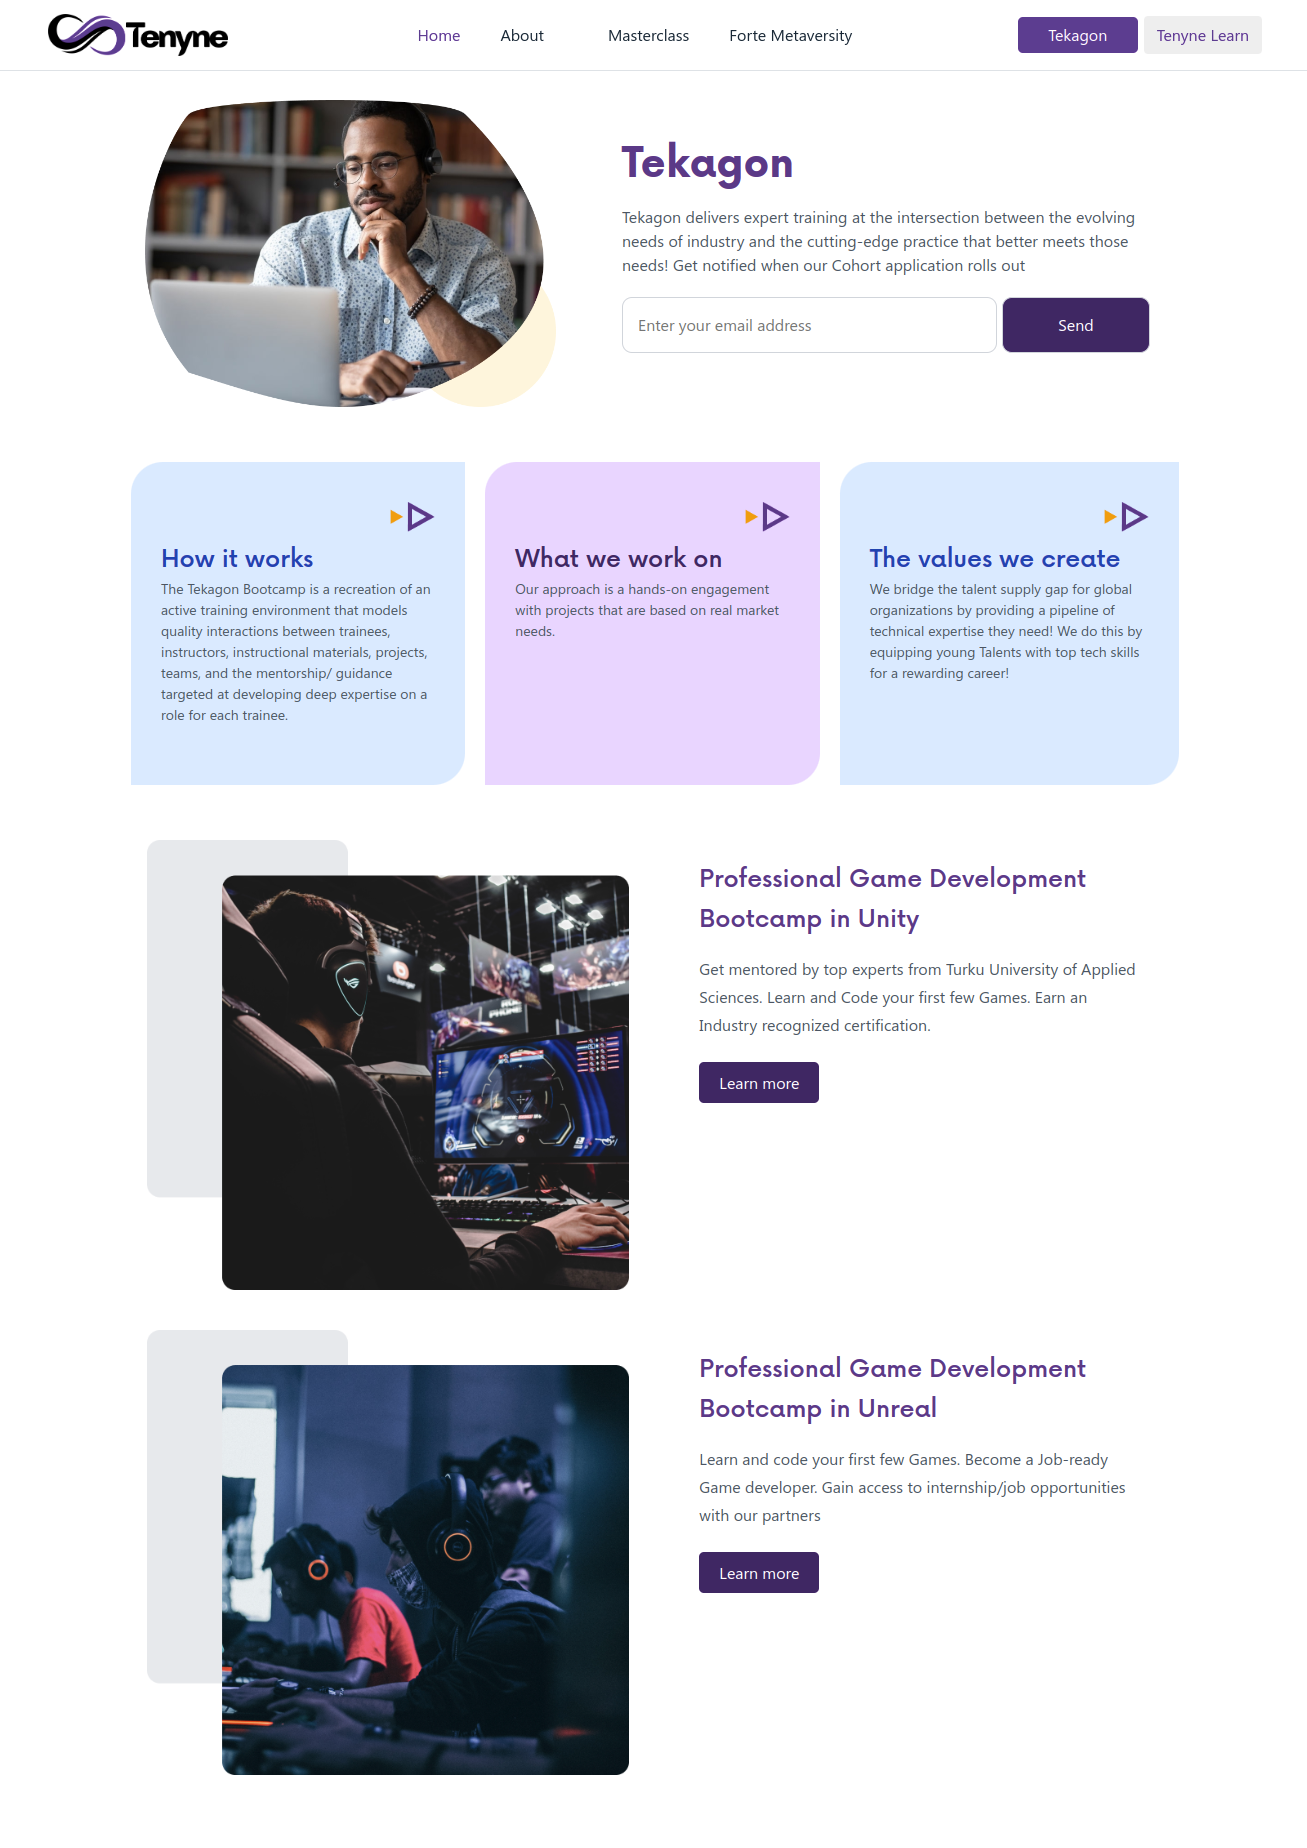 Tenyne
Home
About
Masterclass
Forte Metaversity
Tekagon
Tenyne Learn
Tekagon
Tekagon delivers expert training at the intersection between the evolving
needs of industry and the cutting-edge practice that better meets those
needs! Get notified when our Cohort application rolls out
Enter your email address
Send
How it works
The Tekagon Bootcamp is a recreation of an
active training environment that models
quality interactions between trainees,
instructors, instructional materials, projects,
teams, and the mentorship/ guidance
targeted at developing deep expertise on a
role for each trainee.
What we work on
Our approach is a hands-on engagement
with projects that are based on real market
needs.
The values we create
We bridge the talent supply gap for global
organizations by providing a pipeline of
technical expertise they need! We do this by
equipping young Talents with top tech skills
for a rewarding career!
Professional Game Development
Bootcamp in Unity
Get mentored by top experts from Turku University of Applied
Sciences. Learn and Code your first few Games. Earn an
Industry recognized certification.
Learn more
Professional Game Development
Bootcamp in Unreal
Learn and code your first few Games. Become a Job-ready
Game developer. Gain access to internship/job opportunities
with our partners
Learn more